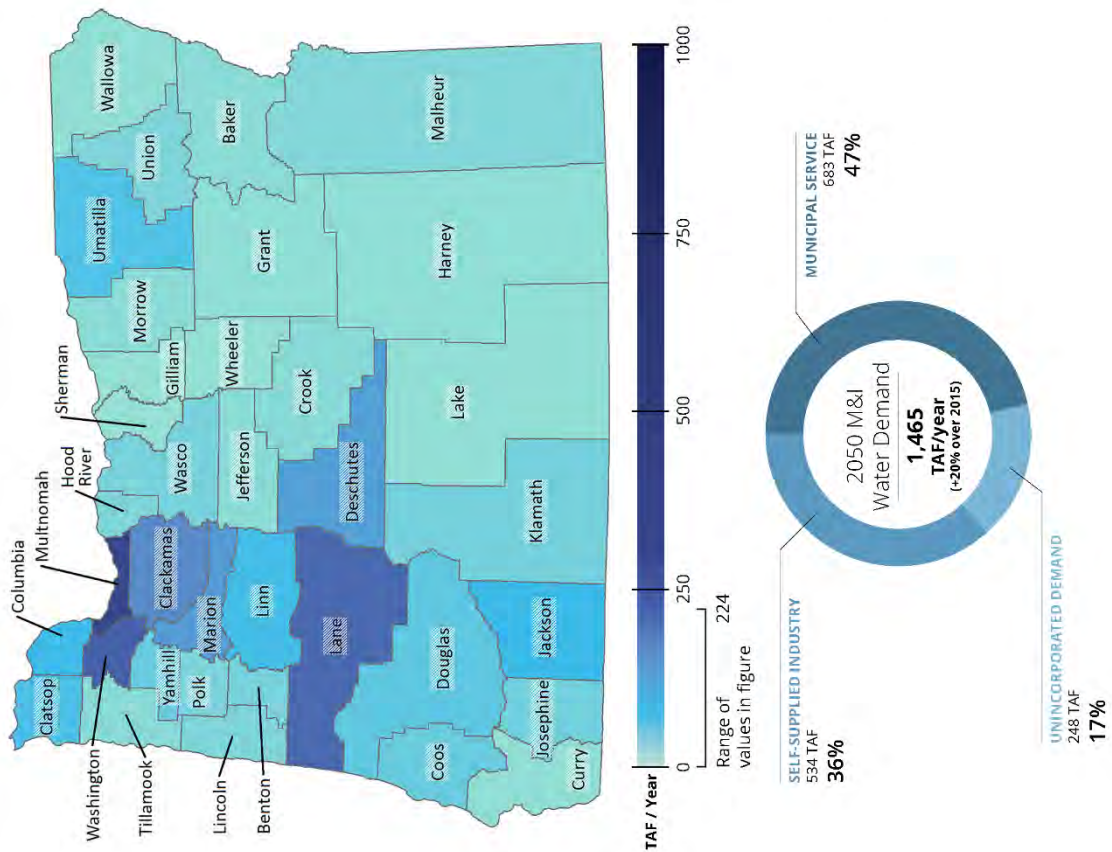 Columbia
Multnomah
Hood
River
Sherman
Clatsop
Washington
Tillamook
Yamhill
Polk
Lincoln
Benton
Clackamas
Marion
Linn
Lane
Wasco
Jefferson
Gilliam
Morrow
Wheeler
Crook
Deschutes
Umatilla
Union
Wallowa
Baker
Grant
Coos
Douglas
Curry
Josephine
Jackson
Klamath
Lake
Harney
Malheur
TAF / Year
0
250
500
750
1000
Range of
values in figure
224
SELF-SUPPLIED INDUSTRY
534 TAF
36%
MUNICIPAL SERVICE
683 TAF
47%
2050 M&I
Water Demand
1,465
TAF/year
(+20% over 2015)
UNINCORPORATED DEMAND
248 TAF
17%